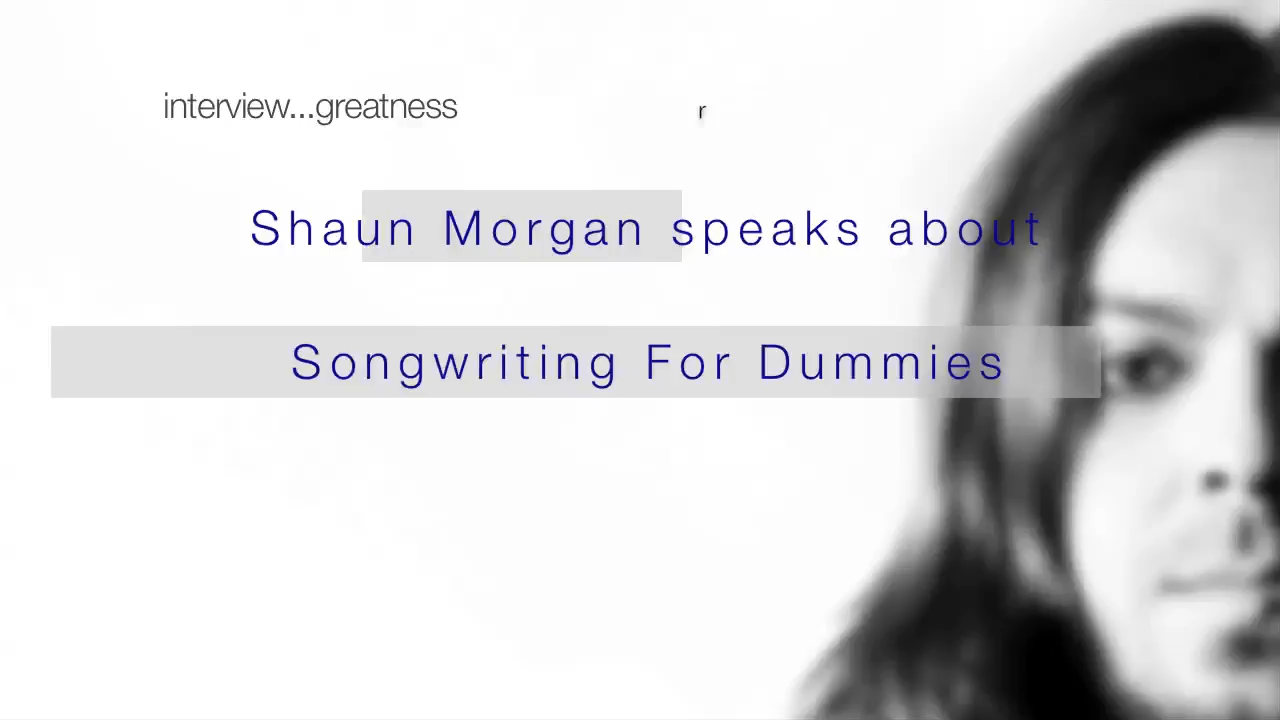 interview...greatness r
Shaun Morgan speaks about
Songwriting For Dummies